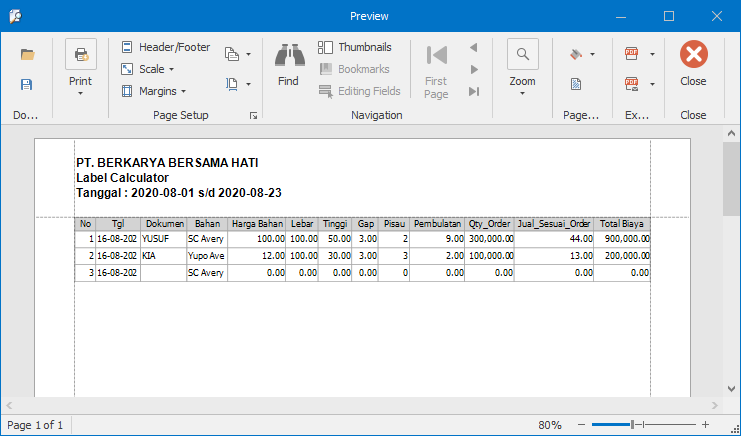 Preview
Do...
Print
Header/Footer
Scale
Margins
Page Setup
Find
Thumbnails
Bookmarks
Editing Fields
First Page
Navigation
Zoom
Page...
PDF
PDF
Ex...
Close
Close
PT. BERKARYA BERSAMA HATI
Label Calculator
Tanggal : 2020-08-01 s/d 2020-08-23
No Tgl Dokumen Bahan Harga Bahan Lebar Tinggi Gap Pisau Pembulatan Qty_Order Jual_Sesuai_Order Total Biaya
1 16-08-202 YUSUF SC Avery 100.00 100.00 50.00 3.00 2 9.00 300,000.00 44.00 900,000.00
2 16-08-202 KIA Yupo Ave 12.00 100.00 30.00 3.00 3 2.00 100,000.00 13.00 200,000.00
3 16-08-202 SC Avery 0.00 0.00 0.00 0.00 0 0.00 0.00 0.00 0.00
Page 1 of 1
80%